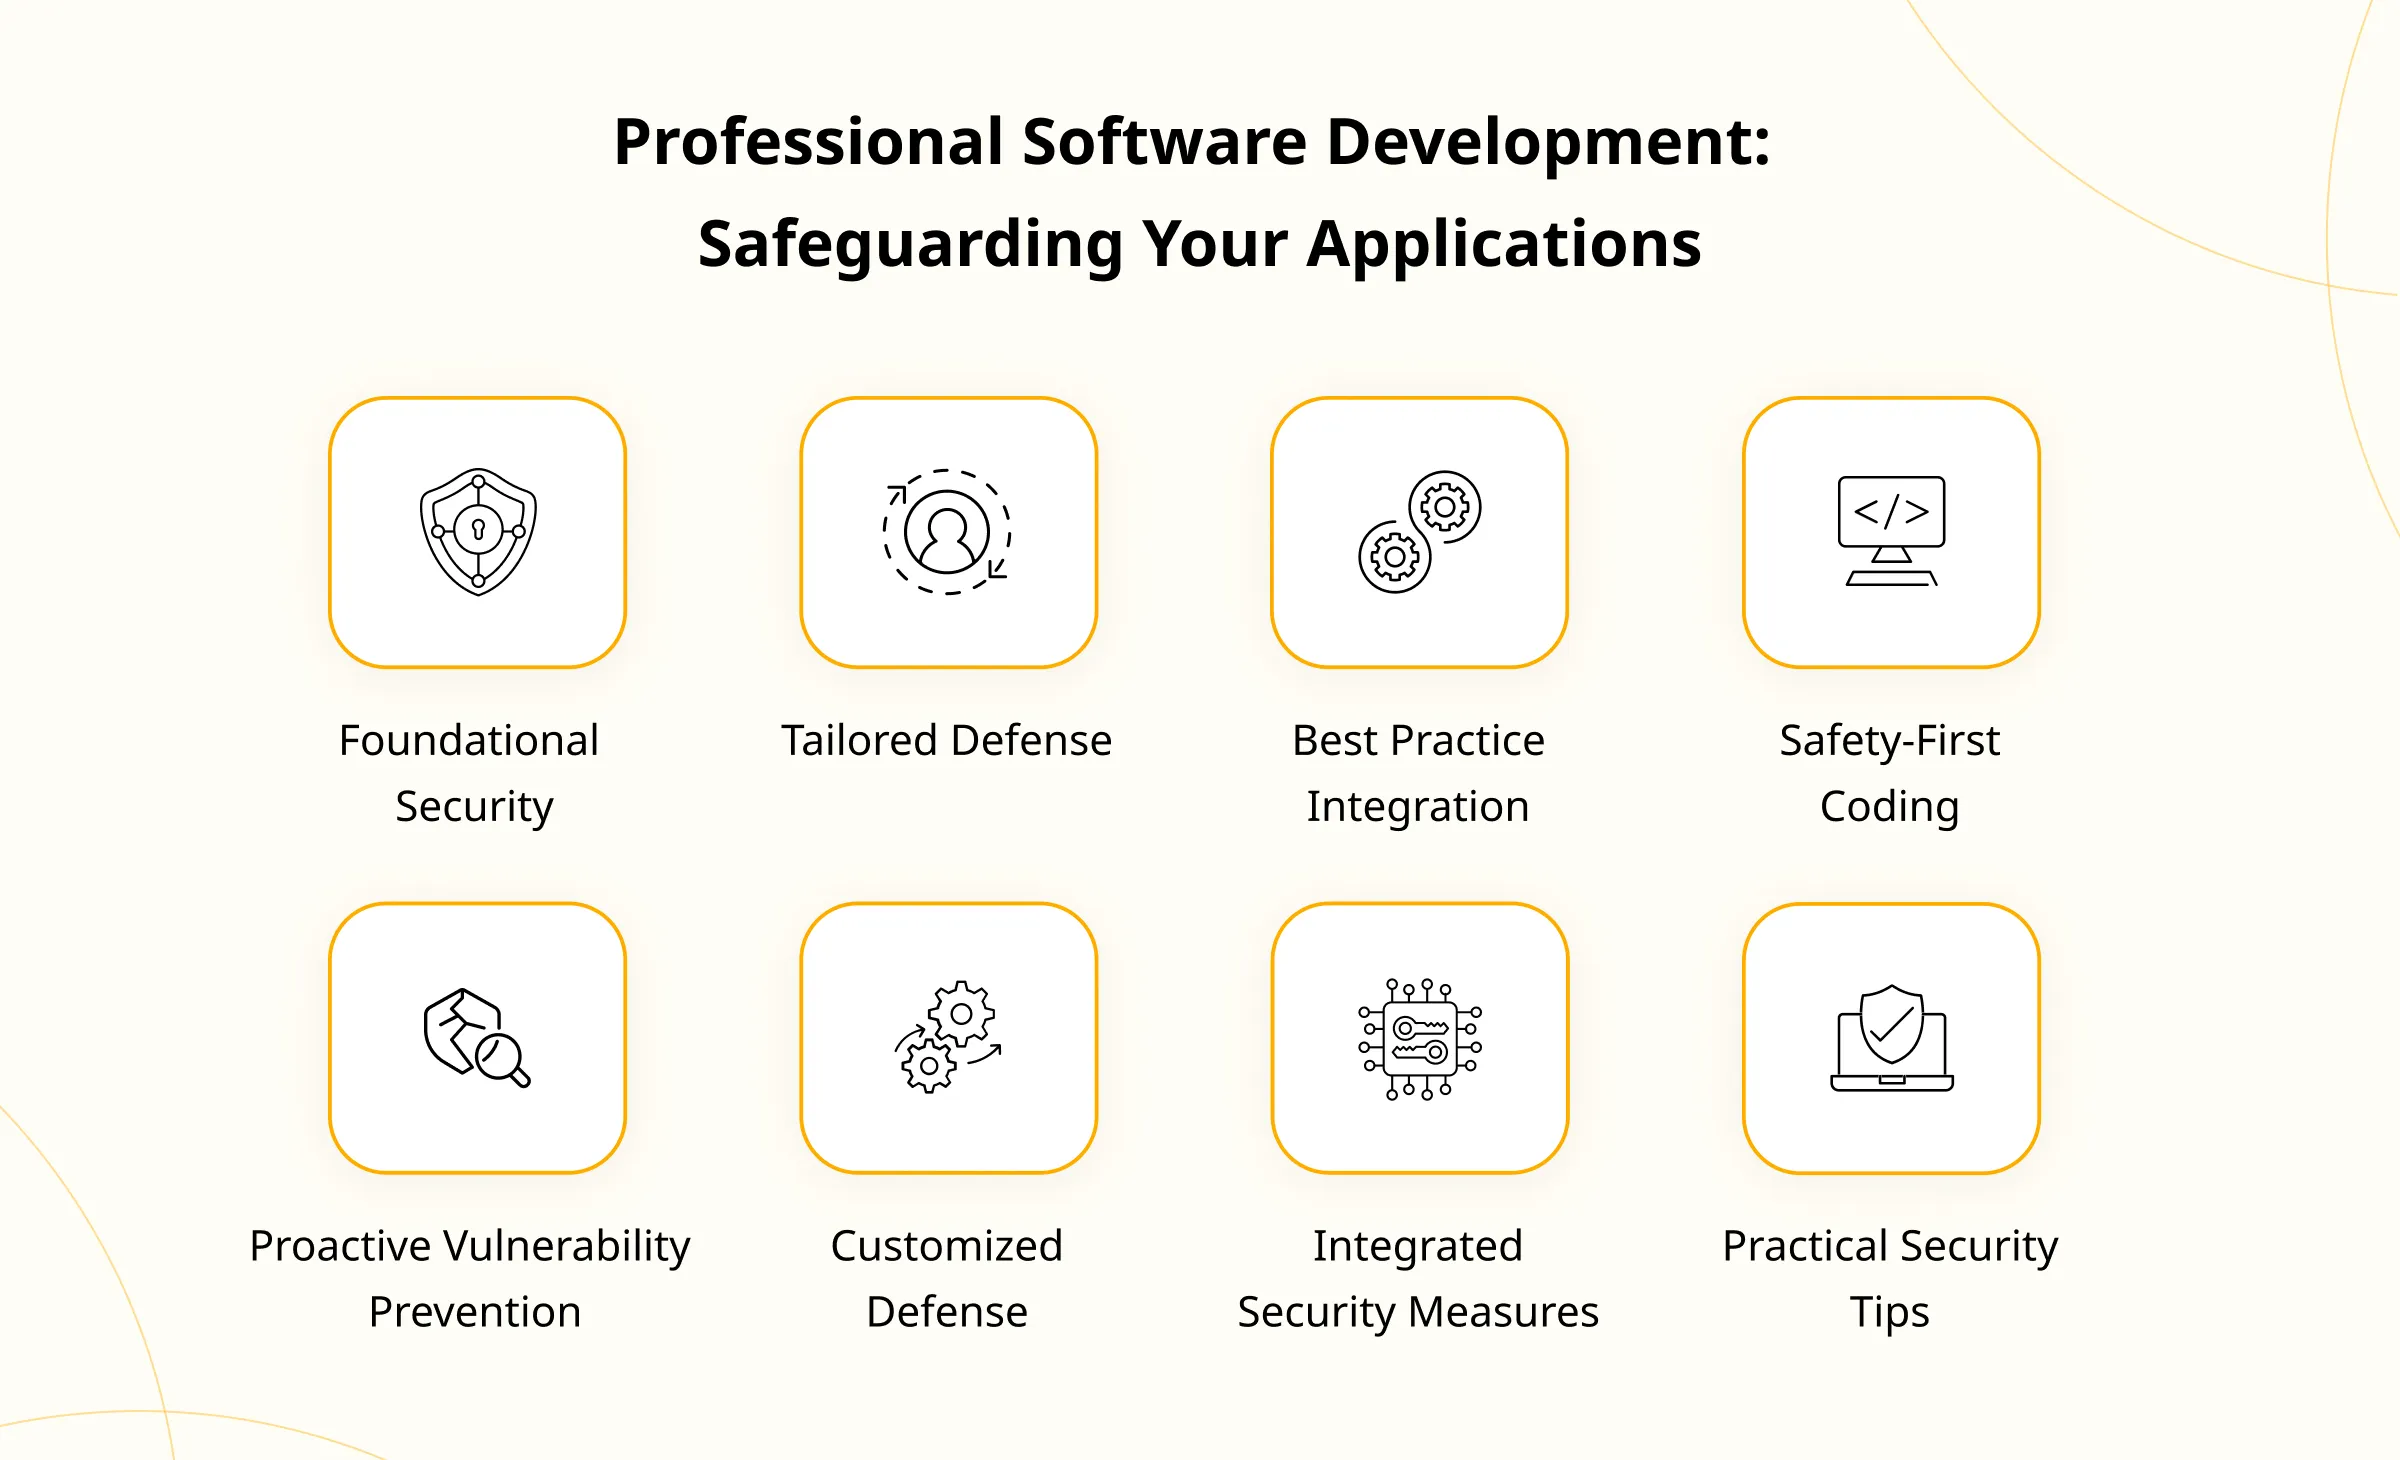 Professional Software Development:
Safeguarding Your Applications
Foundational
Security
Tailored Defense
Best Practice
Integration
Safety-First
Coding
Proactive Vulnerability
Prevention
Customized
Defense
Integrated
Security Measures
Practical Security
Tips